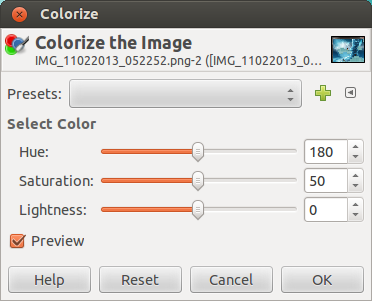 Colorize
Colorize the Image
IMG_11022013_052252.png-2 ([IMG_11022013_0...
Presets:
Select Color
Hue: 180
Saturation: 50
Lightness: 0
Preview
Help Reset Cancel OK